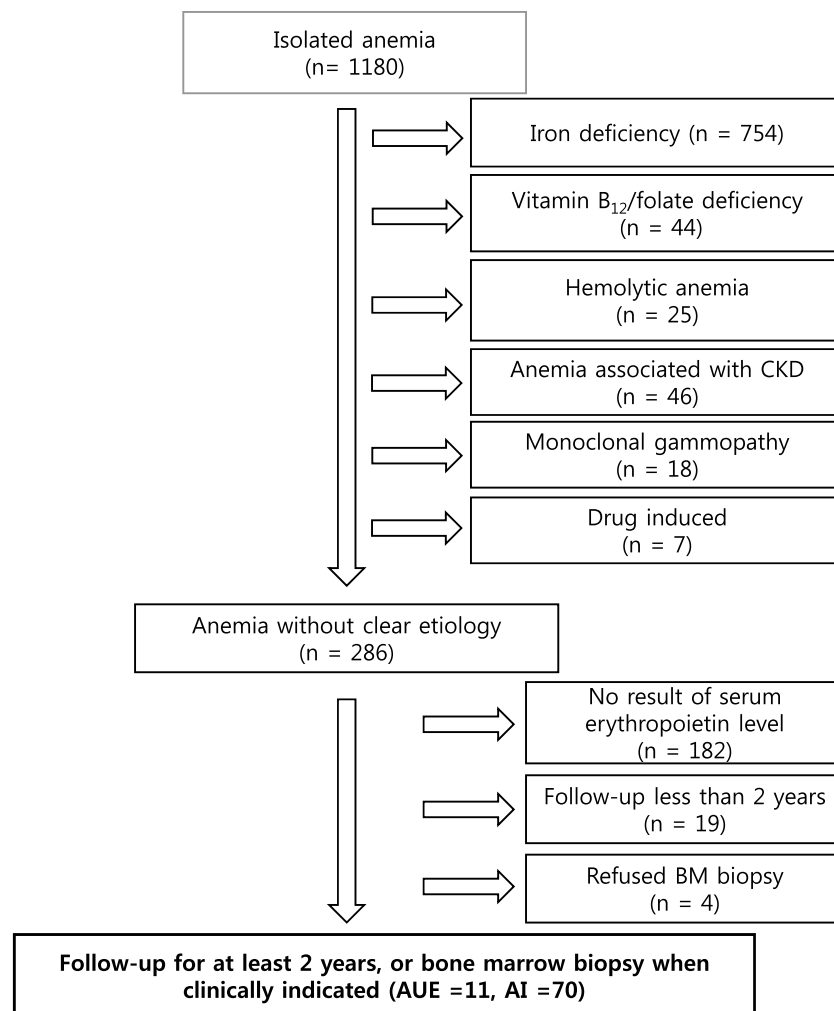 Isolated anemia
(n= 1180)
Iron deficiency (n = 754)
Vitamin B₁₂/folate deficiency
(n = 44)
Hemolytic anemia
(n = 25)
Anemia associated with CKD
(n = 46)
Monoclonal gammopathy
(n = 18)
Drug induced
(n = 7)
Anemia without clear etiology
(n = 286)
No result of serum
erythropoietin level
(n = 182)
Follow-up less than 2 years
(n = 19)
Refused BM biopsy
(n = 4)
Follow-up for at least 2 years, or bone marrow biopsy when
clinically indicated (AUE =11, AI =70)